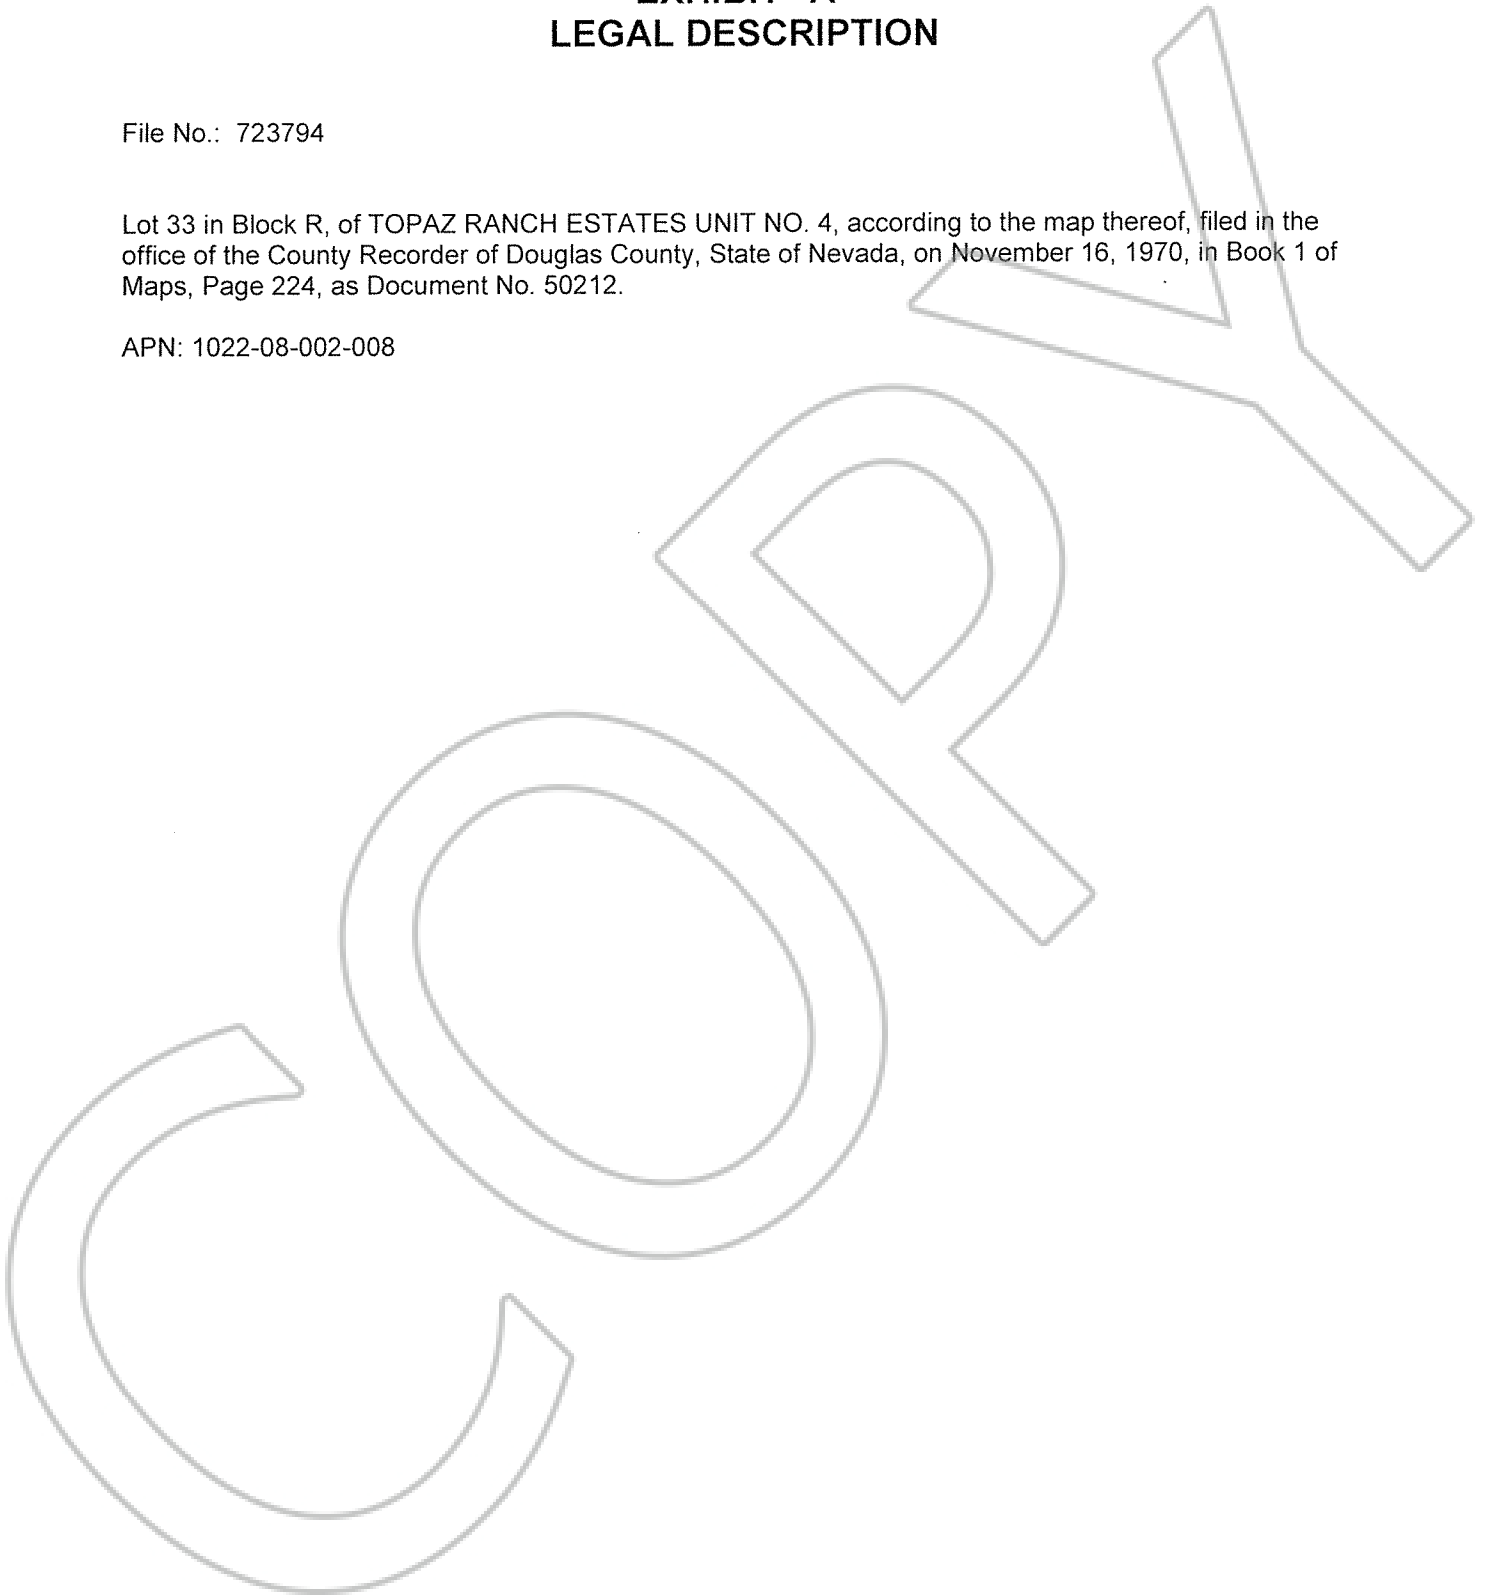 EXHIBIT "A"
LEGAL DESCRIPTION
File No.: 723794
Lot 33 in Block R, of TOPAZ RANCH ESTATES UNIT NO. 4, according to the map thereof, filed in the
office of the County Recorder of Douglas County, State of Nevada, on November 16, 1970, in Book 1 of
Maps, Page 224, as Document No. 50212.
APN: 1022-08-002-008
COPY